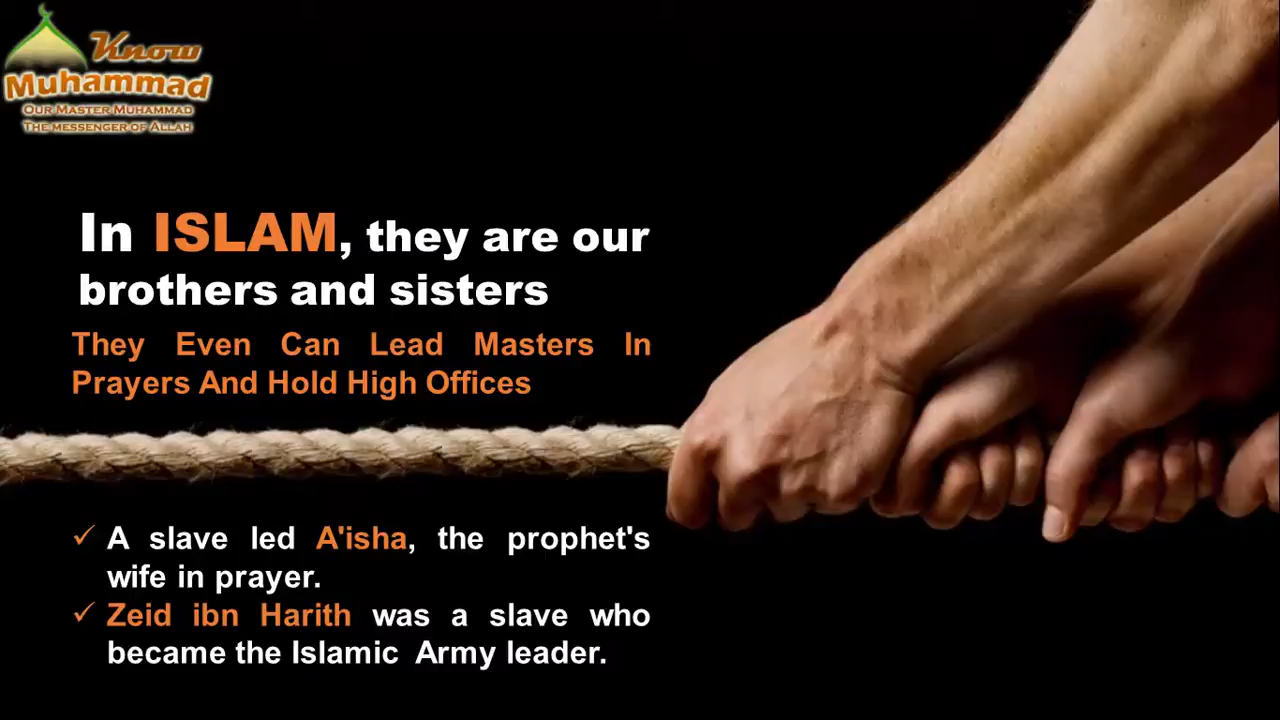 Know
Muhammad
OUR MASTER MUHAMMAD
THE MESSENGER OF ALLAH
In ISLAM, they are our
brothers and sisters
They Even Can Lead Masters In
Prayers And Hold High Offices
✓ A slave led A'isha, the prophet's
wife in prayer.
✓ Zeid ibn Harith was a slave who
became the Islamic Army leader.